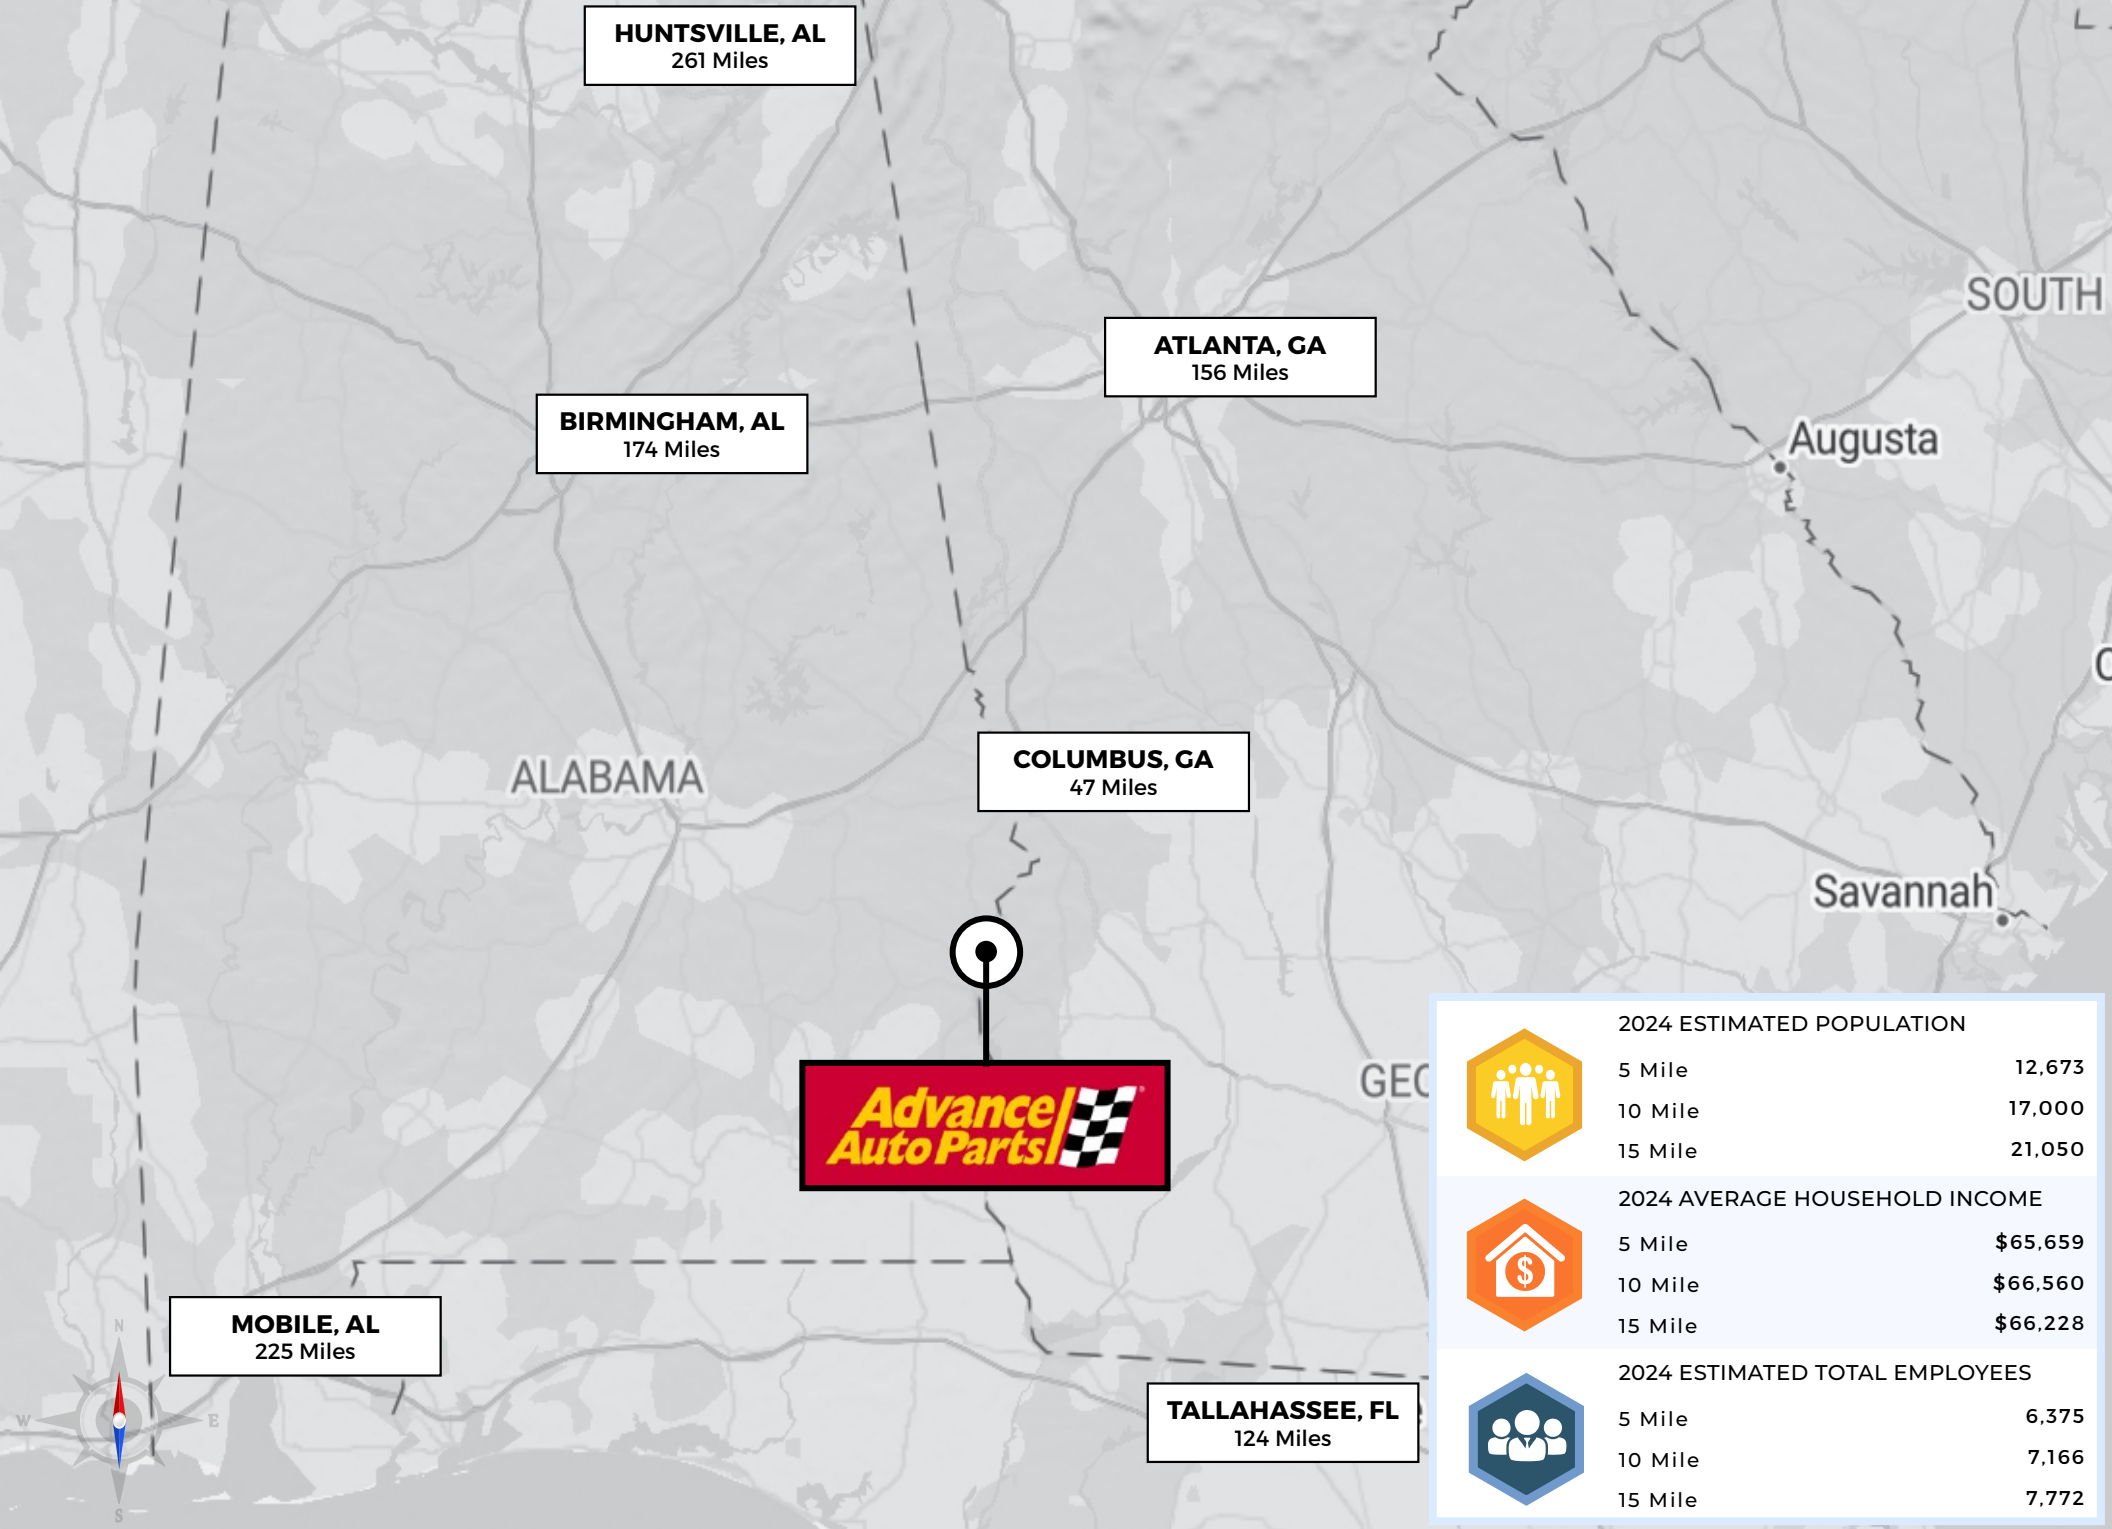 HUNTSVILLE, AL
261 Miles
SOUTH
ATLANTA, GA
156 Miles
BIRMINGHAM, AL
174 Miles
Augusta
C
ALABAMA
COLUMBUS, GA
47 Miles
Savannah
GEO
Advance
Auto Parts
®
MOBILE, AL
225 Miles
N
W
E
S
TALLAHASSEE, FL
124 Miles
2024 ESTIMATED POPULATION
5 Mile 12,673
10 Mile 17,000
15 Mile 21,050
2024 AVERAGE HOUSEHOLD INCOME
$
5 Mile $65,659
10 Mile $66,560
15 Mile $66,228
2024 ESTIMATED TOTAL EMPLOYEES
5 Mile 6,375
10 Mile 7,166
15 Mile 7,772